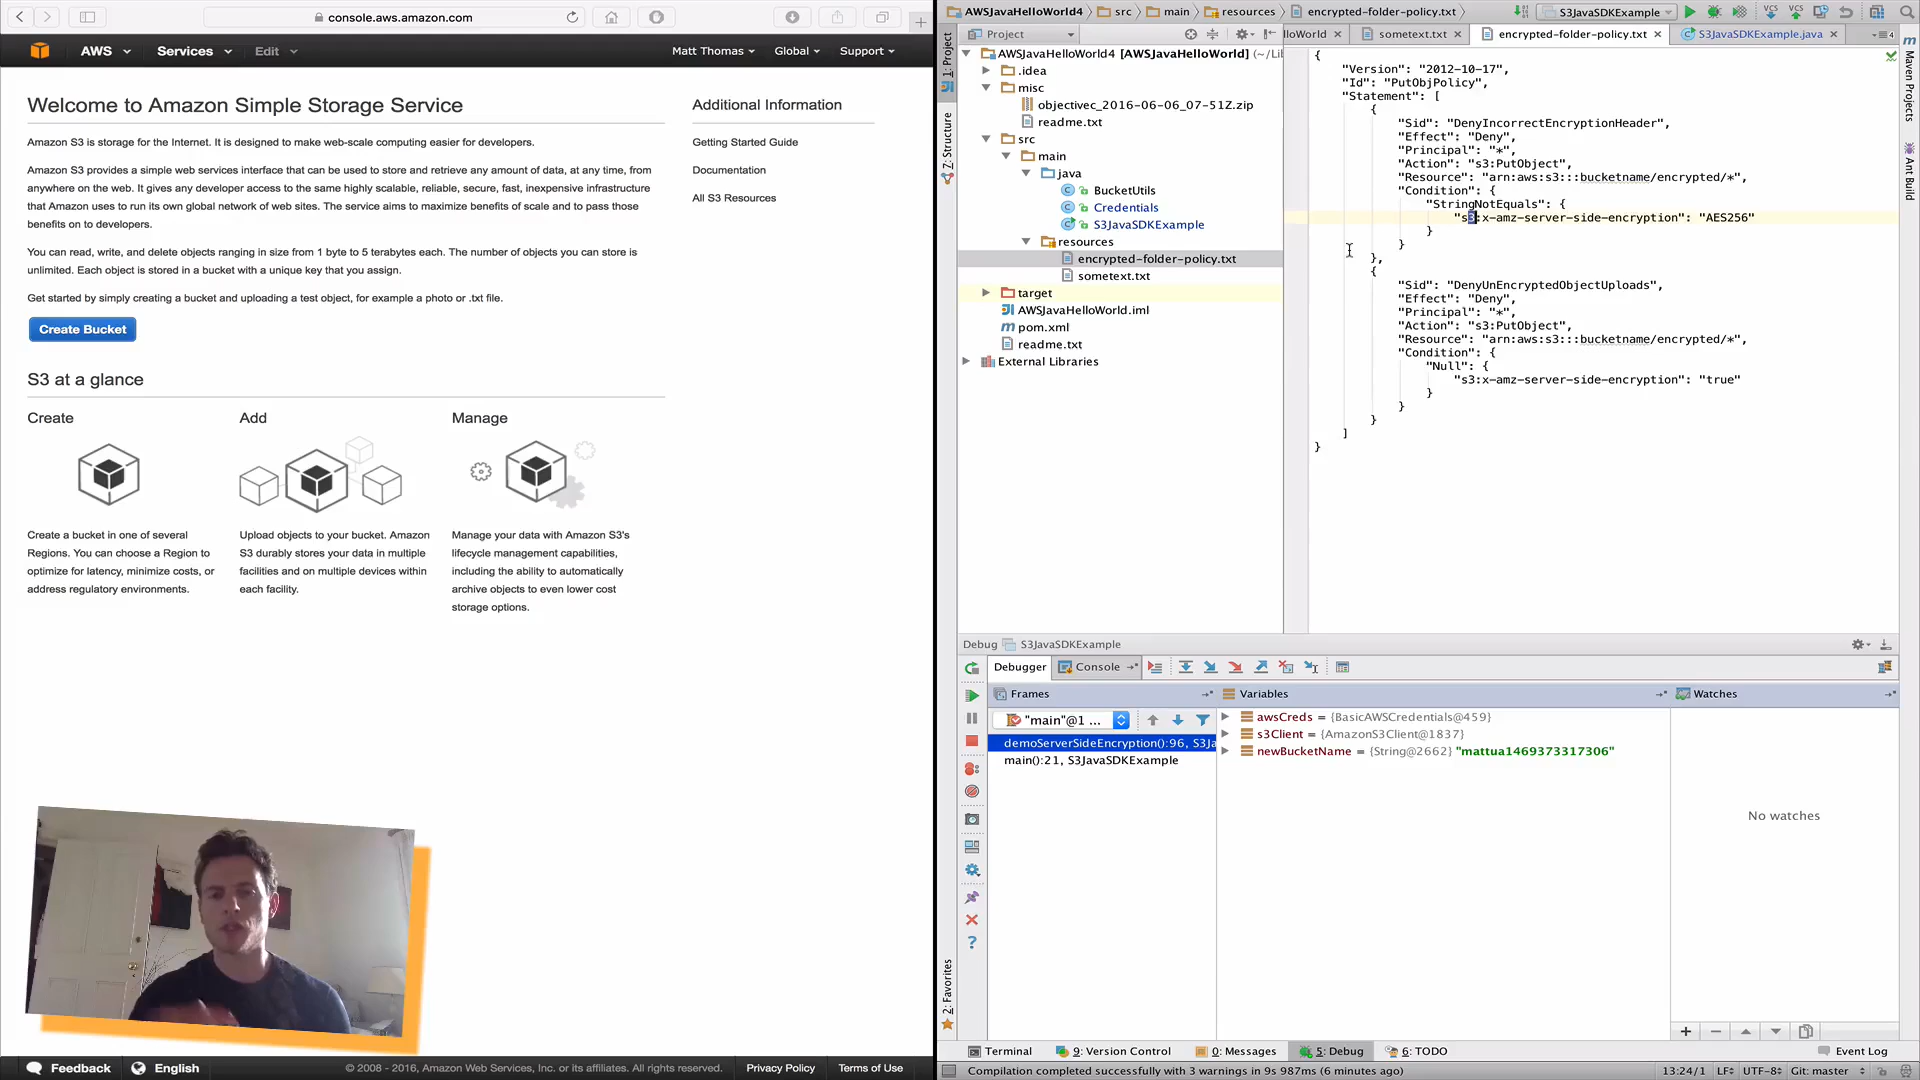 console.aws.amazon.com
AWS Services Edit Matt Thomas Global Support
Welcome to Amazon Simple Storage Service
Amazon S3 is storage for the Internet. It is designed to make web-scale computing easier for developers.
Amazon S3 provides a simple web services interface that can be used to store and retrieve any amount of data, at any time, from
anywhere on the web. It gives any developer access to the same highly scalable, reliable, secure, fast, inexpensive infrastructure
that Amazon uses to run its own global network of web sites. The service aims to maximize benefits of scale and to pass those
benefits on to developers.
You can read, write, and delete objects ranging in size from 1 byte to 5 terabytes each. The number of objects you can store is
unlimited. Each object is stored in a bucket with a unique key that you assign.
Get started by simply creating a bucket and uploading a test object, for example a photo or .txt file.
Create Bucket
Additional Information
Getting Started Guide
Documentation
All S3 Resources
S3 at a glance
Create
Create a bucket in one of several
Regions. You can choose a Region to
optimize for latency, minimize costs, or
address regulatory environments.
Add
Upload objects to your bucket. Amazon
S3 durably stores your data in multiple
facilities and on multiple devices within
each facility.
Manage
Manage your data with Amazon S3's
lifecycle management capabilities,
including the ability to automatically
archive objects to even lower cost
storage options.
Feedback English © 2008 - 2016, Amazon Web Services, Inc. or its affiliates. All rights reserved. Privacy Policy Terms of Use
AWSJavaHelloWorld4 src main resources encrypted-folder-policy.txt S3JavaSDKExample
Project
lloWorld sometext.txt encrypted-folder-policy.txt S3JavaSDKExample.java
1: Project
7: Structure
2: Favorites
AWSJavaHelloWorld4 [AWSJavaHelloWorld] (~/Lib
.idea
misc
objectivec_2016-06-06_07-51Z.zip
readme.txt
src
main
java
BucketUtils
Credentials
S3JavaSDKExample
resources
encrypted-folder-policy.txt
sometext.txt
target
AWSJavaHelloWorld.iml
pom.xml
readme.txt
External Libraries
{
"Version": "2012-10-17",
"Id": "PutObjPolicy",
"Statement": [
{
"Sid": "DenyIncorrectEncryptionHeader",
"Effect": "Deny",
"Principal": "*",
"Action": "s3:PutObject",
"Resource": "arn:aws:s3:::bucketname/encrypted/*",
"Condition": {
"StringNotEquals": {
"s3:x-amz-server-side-encryption": "AES256"
}
}
},
{
"Sid": "DenyUnEncryptedObjectUploads",
"Effect": "Deny",
"Principal": "*",
"Action": "s3:PutObject",
"Resource": "arn:aws:s3:::bucketname/encrypted/*",
"Condition": {
"Null": {
"s3:x-amz-server-side-encryption": "true"
}
}
}
]
}
Maven Projects
Ant Build
Debug S3JavaSDKExample
Debugger Console
Frames
"main"@1 ...
demoServerSideEncryption():96, S3Ja
main():21, S3JavaSDKExample
Variables
awsCreds = {BasicAWSCredentials@459}
s3Client = {AmazonS3Client@1837}
newBucketName = {String@2662} "mattua1469373317306"
Watches
No watches
Terminal 9: Version Control 0: Messages 5: Debug 6: TODO Event Log
Compilation completed successfully with 3 warnings in 9s 987ms (6 minutes ago) 13:24/1 LF UTF-8 Git: master